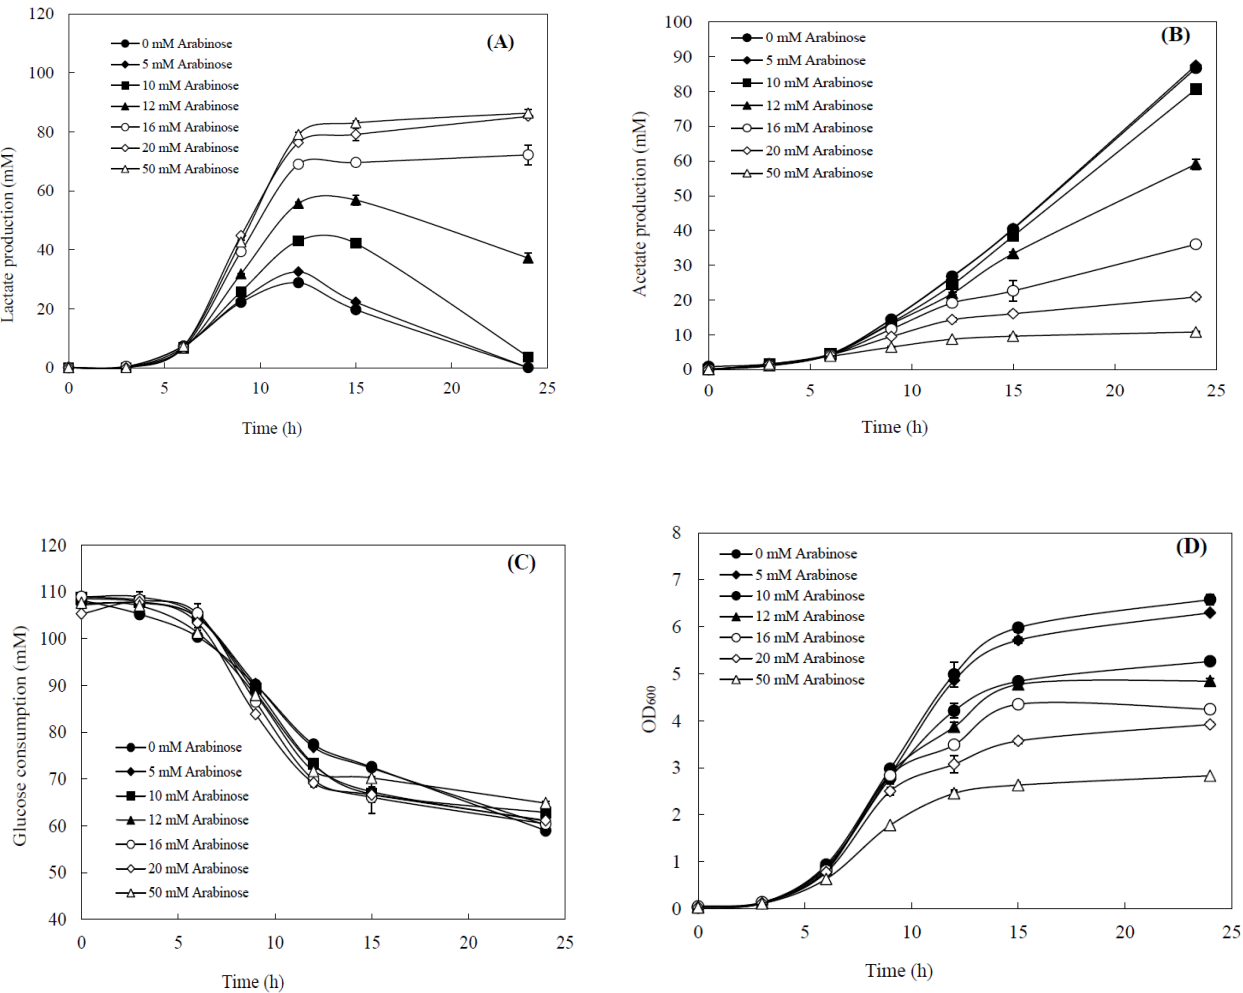 120
100
80
60
40
20
0
0
5
10
15
20
25
Lactate production (mM)
Time (h)
(A)
0 mM Arabinose
5 mM Arabinose
10 mM Arabinose
12 mM Arabinose
16 mM Arabinose
20 mM Arabinose
50 mM Arabinose
100
90
80
70
60
50
40
30
20
10
0
0
5
10
15
20
25
Acetate production (mM)
Time (h)
(B)
0 mM Arabinose
5 mM Arabinose
10 mM Arabinose
12 mM Arabinose
16 mM Arabinose
20 mM Arabinose
50 mM Arabinose
120
110
100
90
80
70
60
50
40
0
5
10
15
20
25
Glucose consumption (mM)
Time (h)
(C)
0 mM Arabinose
5 mM Arabinose
10 mM Arabinose
12 mM Arabinose
16 mM Arabinose
20 mM Arabinose
50 mM Arabinose
8
7
6
5
4
3
2
1
0
0
5
10
15
20
25
OD600
Time (h)
(D)
0 mM Arabinose
5 mM Arabinose
10 mM Arabinose
12 mM Arabinose
16 mM Arabinose
20 mM Arabinose
50 mM Arabinose